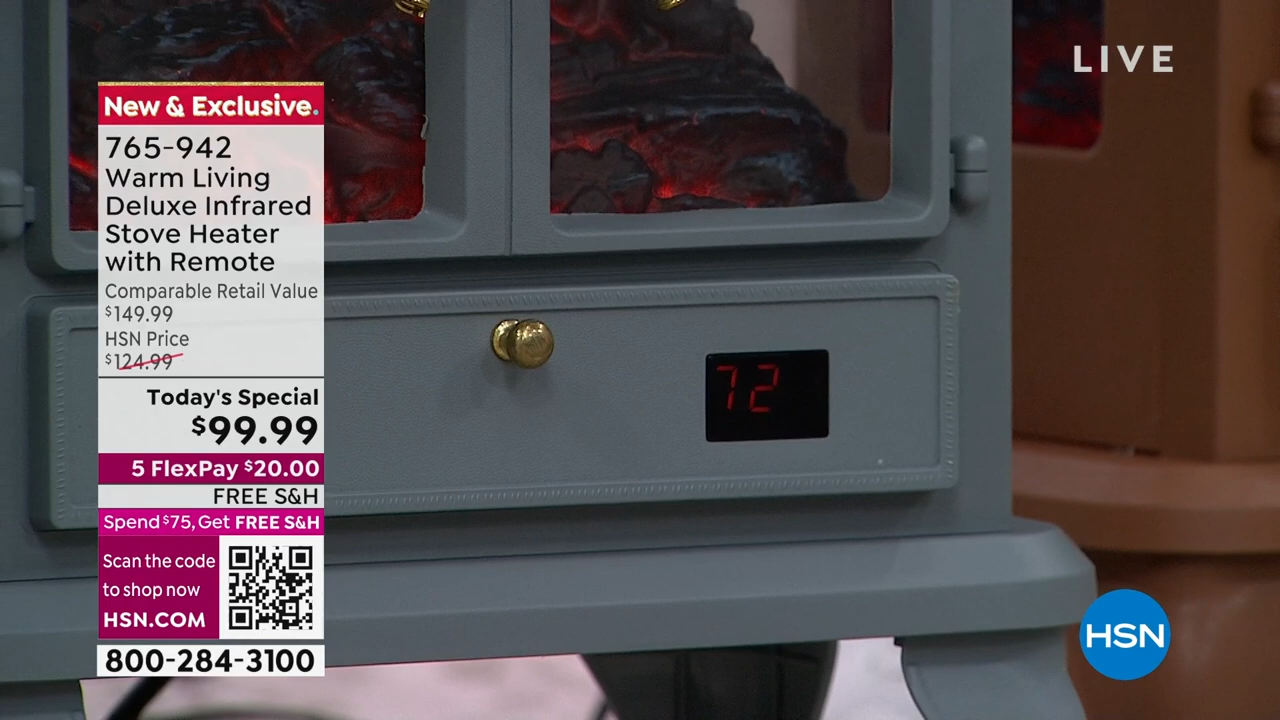 LIVE
New & Exclusive.
765-942
Warm Living
Deluxe Infrared
Stove Heater
with Remote
Comparable Retail Value
$149.99
HSN Price
$124.99
Today's Special
$99.99
5 FlexPay $20.00
FREE S&H
Spend $75, Get FREE S&H
Scan the code
to shop now
HSN.COM
800-284-3100
72
HSN